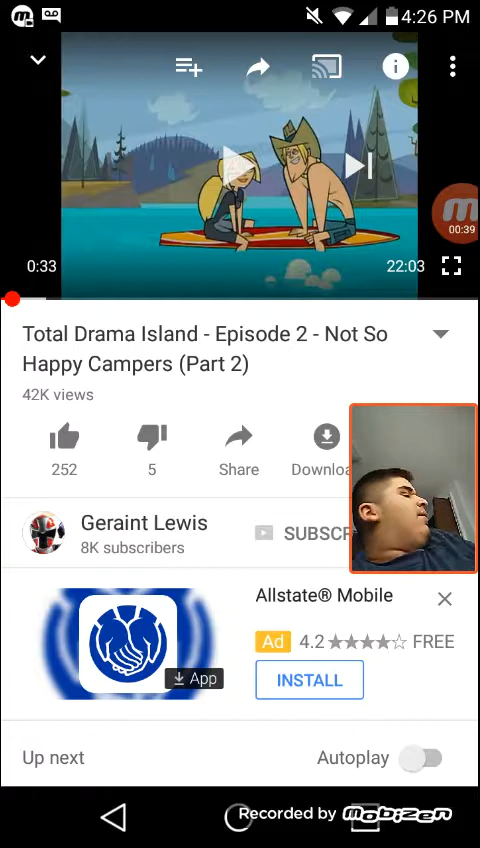 4:26 PM
00:39
0:33
22:03
Total Drama Island - Episode 2 - Not So
Happy Campers (Part 2)
42K views
252
5
Share
Downloa
Geraint Lewis
8K subscribers
SUBSCR
Allstate® Mobile
Ad 4.2 ★★★★☆ FREE
App
INSTALL
Up next
Autoplay
Recorded by Mobizen